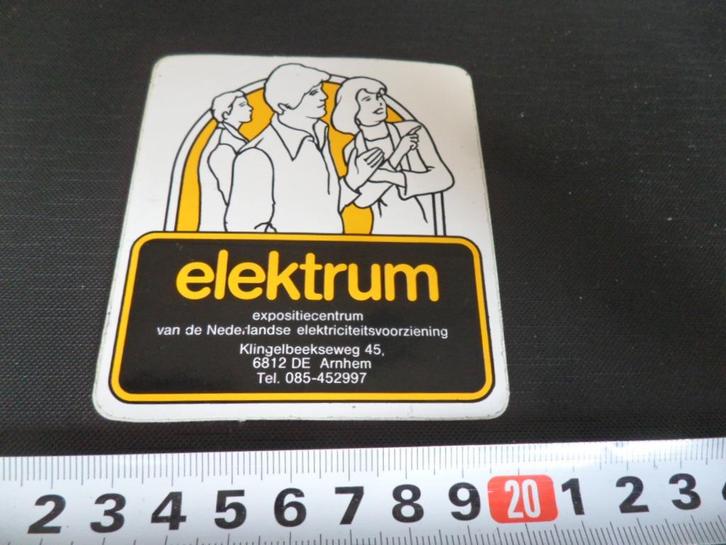 elektrum
expositiecentrum
van de Nederlandse elektriciteitsvoorziening
Klingelbeekseweg 45,
6812 DE Arnhem
Tel. 085-452997
2 3 4 5 6 7 8 9 20 1 2 3 4